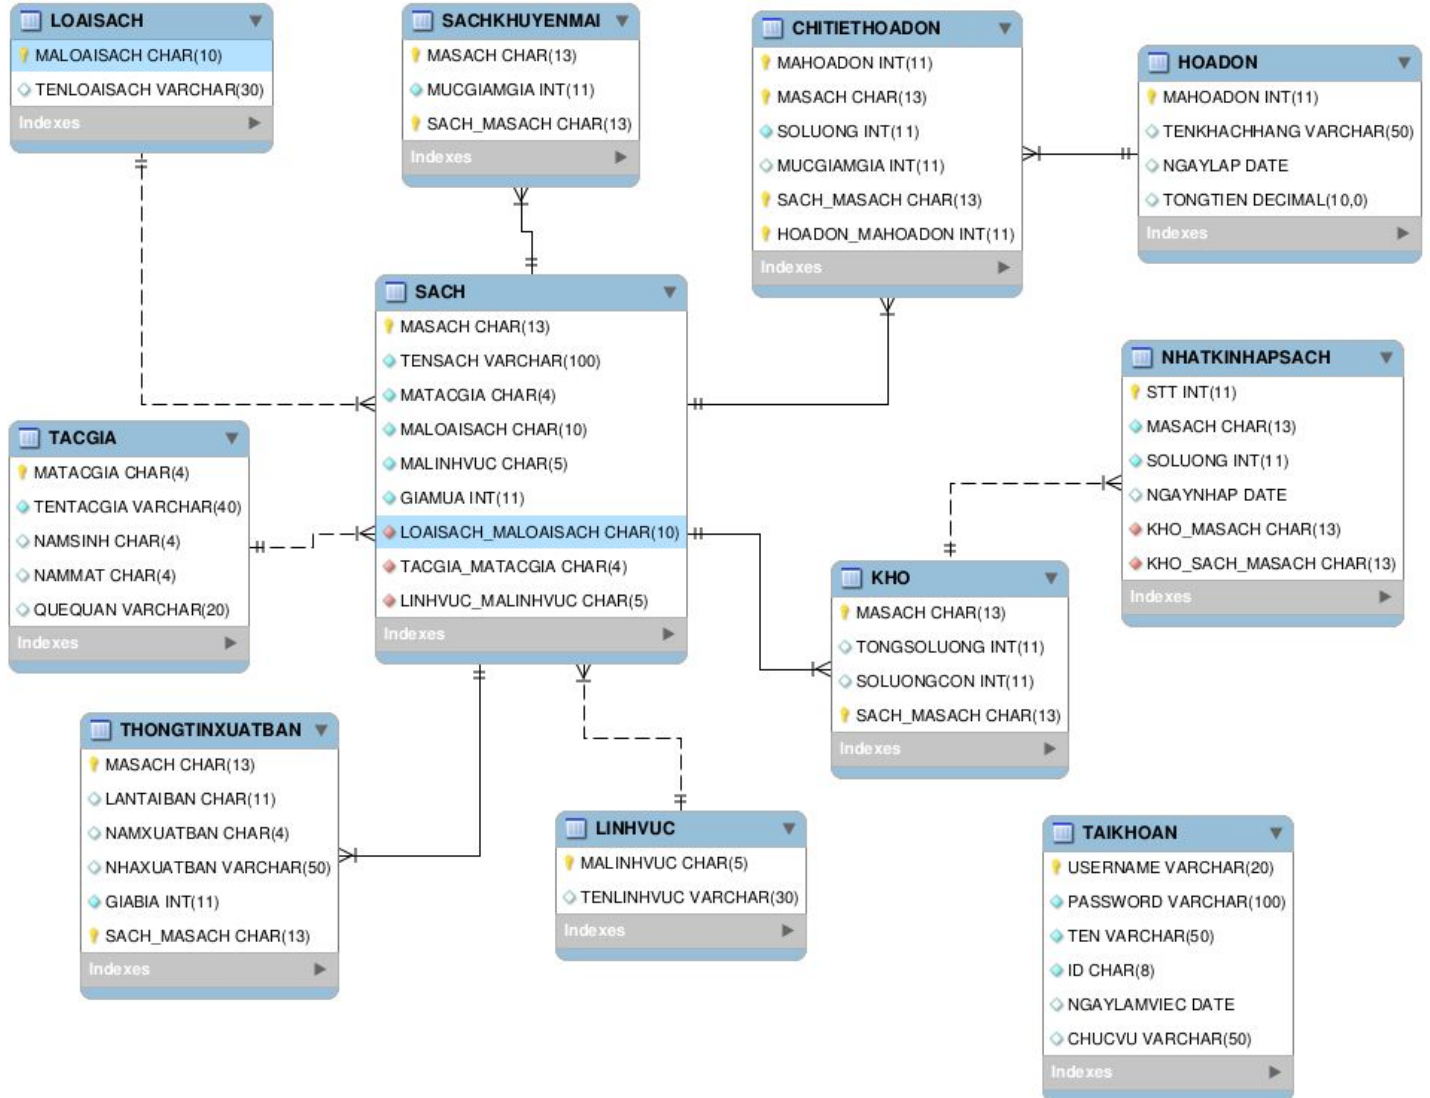 LOAISACH
MALOAISACH CHAR(10)
TENLOAISACH VARCHAR(30)
Indexes
SACHKHUYENMAI
MASACH CHAR(13)
MUCGIAMGIA INT(11)
SACH_MASACH CHAR(13)
Indexes
CHITIETHOADON
MAHOADON INT(11)
MASACH CHAR(13)
SOLUONG INT(11)
MUCGIAMGIA INT(11)
SACH_MASACH CHAR(13)
HOADON_MAHOADON INT(11)
Indexes
HOADON
MAHOADON INT(11)
TENKHACHHANG VARCHAR(50)
NGAYLAP DATE
TONGTIEN DECIMAL(10,0)
Indexes
SACH
MASACH CHAR(13)
TENSACH VARCHAR(100)
MATACGIA CHAR(4)
MALOAISACH CHAR(10)
MALINHVUC CHAR(5)
GIAMUA INT(11)
LOAISACH_MALOAISACH CHAR(10)
TACGIA_MATACGIA CHAR(4)
LINHVUC_MALINHVUC CHAR(5)
Indexes
NHATKINHAPSACH
STT INT(11)
MASACH CHAR(13)
SOLUONG INT(11)
NGAYNHAP DATE
KHO_MASACH CHAR(13)
KHO_SACH_MASACH CHAR(13)
Indexes
TACGIA
MATACGIA CHAR(4)
TENTACGIA VARCHAR(40)
NAMSINH CHAR(4)
NAMMAT CHAR(4)
QUEQUAN VARCHAR(20)
Indexes
KHO
MASACH CHAR(13)
TONGSOLUONG INT(11)
SOLUONGCON INT(11)
SACH_MASACH CHAR(13)
Indexes
THONGTINXUATBAN
MASACH CHAR(13)
LANTAIBAN CHAR(11)
NAMXUATBAN CHAR(4)
NHAXUATBAN VARCHAR(50)
GIABIA INT(11)
SACH_MASACH CHAR(13)
Indexes
LINHVUC
MALINHVUC CHAR(5)
TENLINHVUC VARCHAR(30)
Indexes
TAIKHOAN
USERNAME VARCHAR(20)
PASSWORD VARCHAR(100)
TEN VARCHAR(50)
ID CHAR(8)
NGAYLAMVIEC DATE
CHUCVU VARCHAR(50)
Indexes